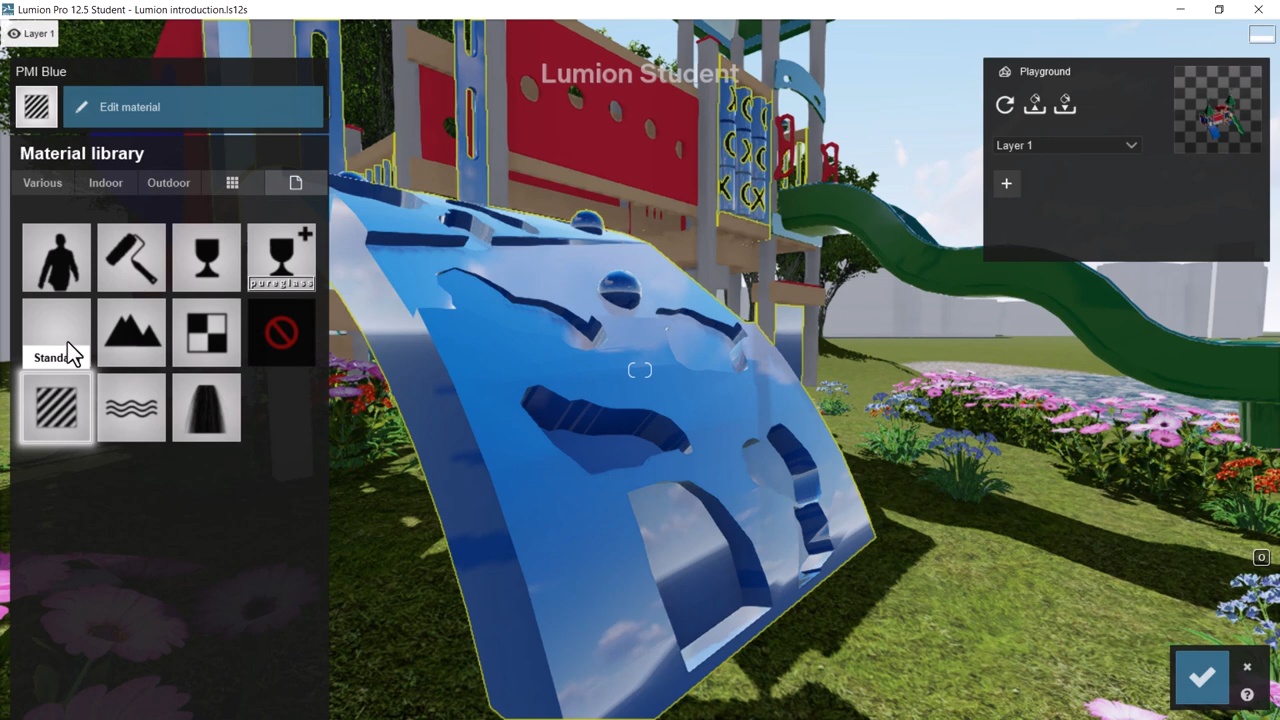 Lumion Pro 12.5 Student - Lumion introduction.ls12s
Layer 1
PMI Blue
Edit material
Material library
Various Indoor Outdoor
pureglass
Standa
Lumion Student
Playground
Layer 1
O